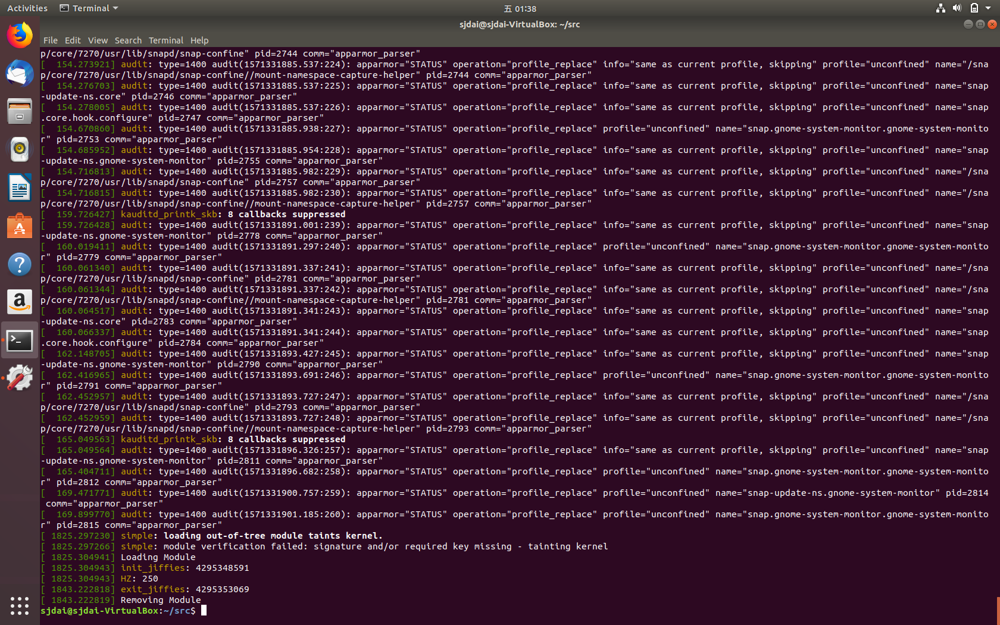 Activities Terminal 五 01:38
sjdai@sjdai-VirtualBox: ~/src
File Edit View Search Terminal Help
p/core/7270/usr/lib/snapd/snap-confine" pid=2744 comm="apparmor_parser"
[  154.273921] audit: type=1400 audit(1571331885.537:224): apparmor="STATUS" operation="profile_replace" info="same as current profile, skipping" profile="unconfined" name="/sna
p/core/7270/usr/lib/snapd/snap-confine//mount-namespace-capture-helper" pid=2744 comm="apparmor_parser"
[  154.276703] audit: type=1400 audit(1571331885.537:225): apparmor="STATUS" operation="profile_replace" info="same as current profile, skipping" profile="unconfined" name="snap
-update-ns.core" pid=2746 comm="apparmor_parser"
[  154.278005] audit: type=1400 audit(1571331885.537:226): apparmor="STATUS" operation="profile_replace" info="same as current profile, skipping" profile="unconfined" name="snap
.core.hook.configure" pid=2747 comm="apparmor_parser"
[  154.670860] audit: type=1400 audit(1571331885.938:227): apparmor="STATUS" operation="profile_replace" profile="unconfined" name="snap.gnome-system-monitor.gnome-system-monito
r" pid=2753 comm="apparmor_parser"
[  154.685952] audit: type=1400 audit(1571331885.954:228): apparmor="STATUS" operation="profile_replace" info="same as current profile, skipping" profile="unconfined" name="snap
-update-ns.gnome-system-monitor" pid=2755 comm="apparmor_parser"
[  154.716813] audit: type=1400 audit(1571331885.982:229): apparmor="STATUS" operation="profile_replace" info="same as current profile, skipping" profile="unconfined" name="/sna
p/core/7270/usr/lib/snapd/snap-confine" pid=2757 comm="apparmor_parser"
[  154.716815] audit: type=1400 audit(1571331885.982:230): apparmor="STATUS" operation="profile_replace" info="same as current profile, skipping" profile="unconfined" name="/sna
p/core/7270/usr/lib/snapd/snap-confine//mount-namespace-capture-helper" pid=2757 comm="apparmor_parser"
[  159.726427] kauditd_printk_skb: 8 callbacks suppressed
[  159.726428] audit: type=1400 audit(1571331891.001:239): apparmor="STATUS" operation="profile_replace" info="same as current profile, skipping" profile="unconfined" name="snap
-update-ns.gnome-system-monitor" pid=2778 comm="apparmor_parser"
[  160.019411] audit: type=1400 audit(1571331891.297:240): apparmor="STATUS" operation="profile_replace" profile="unconfined" name="snap.gnome-system-monitor.gnome-system-monito
r" pid=2779 comm="apparmor_parser"
[  160.061340] audit: type=1400 audit(1571331891.337:241): apparmor="STATUS" operation="profile_replace" info="same as current profile, skipping" profile="unconfined" name="/sna
p/core/7270/usr/lib/snapd/snap-confine" pid=2781 comm="apparmor_parser"
[  160.061344] audit: type=1400 audit(1571331891.337:242): apparmor="STATUS" operation="profile_replace" info="same as current profile, skipping" profile="unconfined" name="/sna
p/core/7270/usr/lib/snapd/snap-confine//mount-namespace-capture-helper" pid=2781 comm="apparmor_parser"
[  160.064517] audit: type=1400 audit(1571331891.341:243): apparmor="STATUS" operation="profile_replace" info="same as current profile, skipping" profile="unconfined" name="snap
-update-ns.core" pid=2783 comm="apparmor_parser"
[  160.066337] audit: type=1400 audit(1571331891.341:244): apparmor="STATUS" operation="profile_replace" info="same as current profile, skipping" profile="unconfined" name="snap
.core.hook.configure" pid=2784 comm="apparmor_parser"
[  162.148705] audit: type=1400 audit(1571331893.427:245): apparmor="STATUS" operation="profile_replace" info="same as current profile, skipping" profile="unconfined" name="snap
-update-ns.gnome-system-monitor" pid=2790 comm="apparmor_parser"
[  162.416965] audit: type=1400 audit(1571331893.691:246): apparmor="STATUS" operation="profile_replace" profile="unconfined" name="snap.gnome-system-monitor.gnome-system-monito
r" pid=2791 comm="apparmor_parser"
[  162.452957] audit: type=1400 audit(1571331893.727:247): apparmor="STATUS" operation="profile_replace" info="same as current profile, skipping" profile="unconfined" name="/sna
p/core/7270/usr/lib/snapd/snap-confine" pid=2793 comm="apparmor_parser"
[  162.452959] audit: type=1400 audit(1571331893.727:248): apparmor="STATUS" operation="profile_replace" info="same as current profile, skipping" profile="unconfined" name="/sna
p/core/7270/usr/lib/snapd/snap-confine//mount-namespace-capture-helper" pid=2793 comm="apparmor_parser"
[  165.049563] kauditd_printk_skb: 8 callbacks suppressed
[  165.049564] audit: type=1400 audit(1571331896.326:257): apparmor="STATUS" operation="profile_replace" info="same as current profile, skipping" profile="unconfined" name="snap
-update-ns.gnome-system-monitor" pid=2811 comm="apparmor_parser"
[  165.404711] audit: type=1400 audit(1571331896.682:258): apparmor="STATUS" operation="profile_replace" profile="unconfined" name="snap.gnome-system-monitor.gnome-system-monito
r" pid=2812 comm="apparmor_parser"
[  169.471771] audit: type=1400 audit(1571331900.757:259): apparmor="STATUS" operation="profile_replace" profile="unconfined" name="snap-update-ns.gnome-system-monitor" pid=2814
 comm="apparmor_parser"
[  169.899770] audit: type=1400 audit(1571331901.185:260): apparmor="STATUS" operation="profile_replace" profile="unconfined" name="snap.gnome-system-monitor.gnome-system-monito
r" pid=2815 comm="apparmor_parser"
[ 1825.297230] simple: loading out-of-tree module taints kernel.
[ 1825.297266] simple: module verification failed: signature and/or required key missing - tainting kernel
[ 1825.304941] Loading Module
[ 1825.304943] init_jiffies: 4295348591
[ 1825.304943] HZ: 250
[ 1843.222818] exit_jiffies: 4295353069
[ 1843.222819] Removing Module
sjdai@sjdai-VirtualBox:~/src$